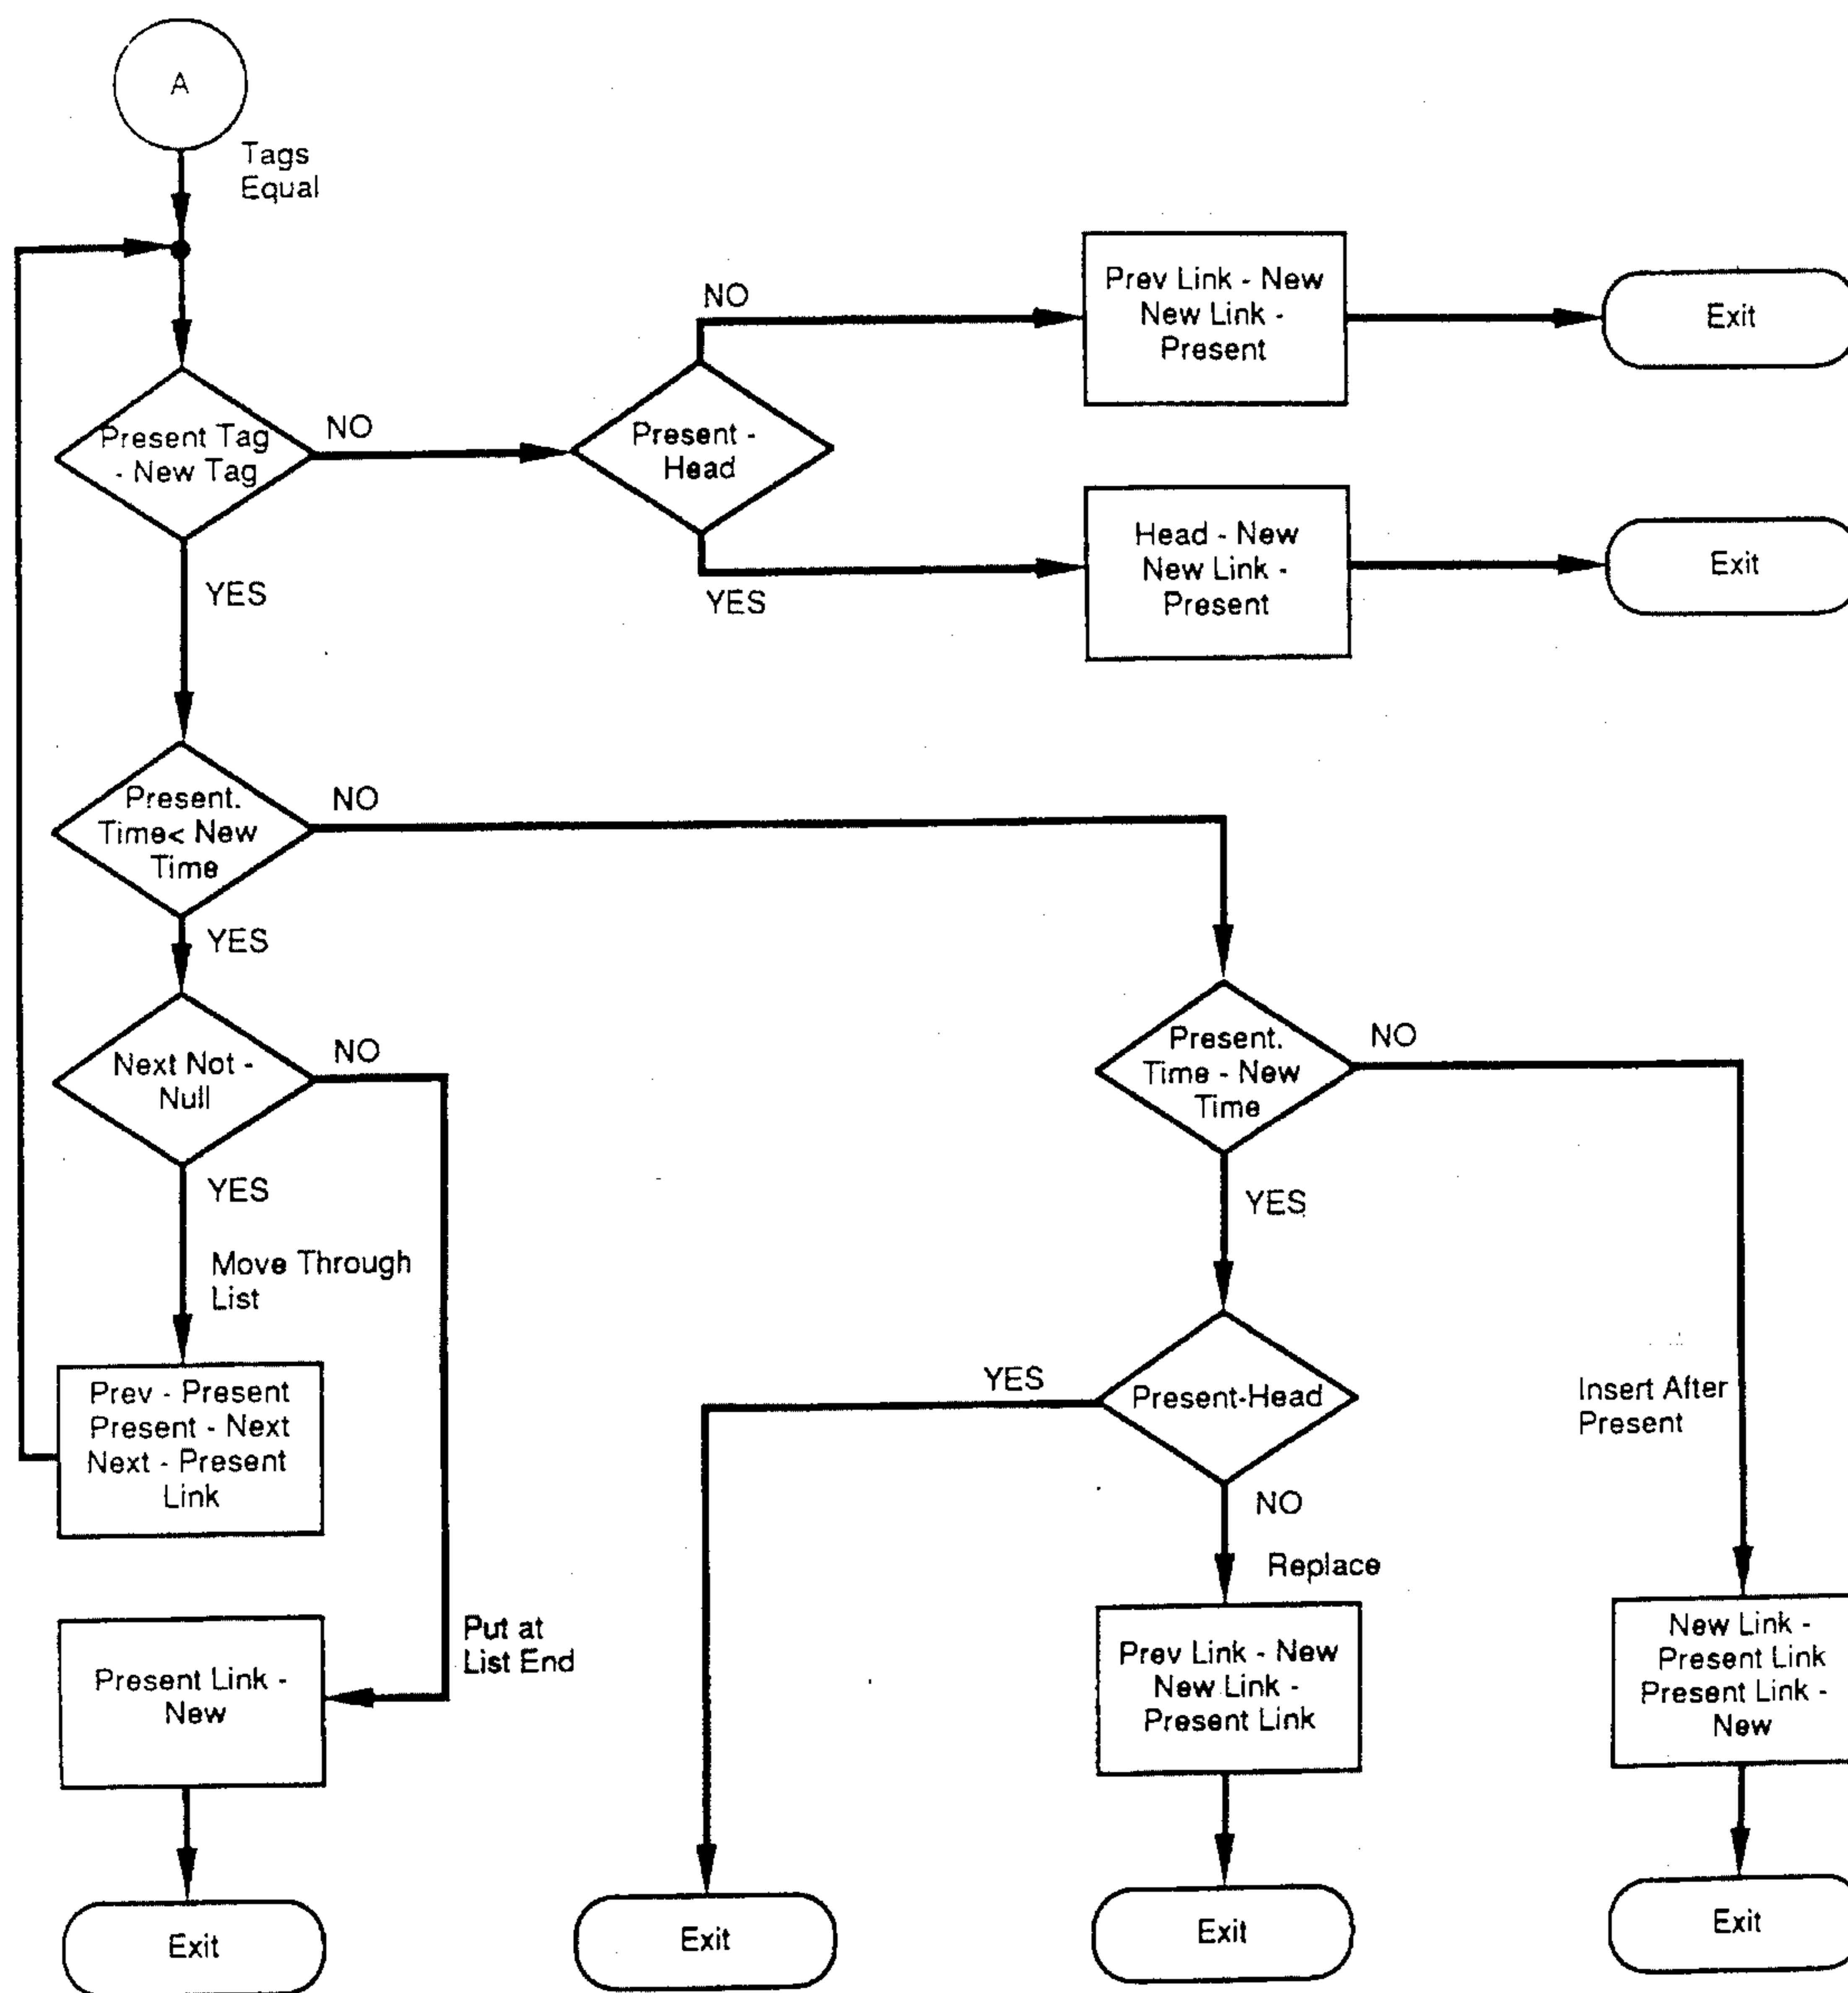 A
Tags
Equal
Present Tag
- New Tag
NO
YES
Present -
Head
NO
YES
Prev Link - New
New Link -
Present
Exit
Head - New
New Link -
Present
Exit
Present.
Time< New
Time
NO
YES
Next Not -
Null
NO
YES
Move Through
List
Prev - Present
Present - Next
Next - Present
Link
Put at
List End
Present Link -
New
Exit
Present.
Time - New
Time
NO
YES
Present-Head
YES
NO
Exit
Replace
Prev Link - New
New Link -
Present Link
Exit
Insert After
Present
New Link -
Present Link
Present Link -
New
Exit